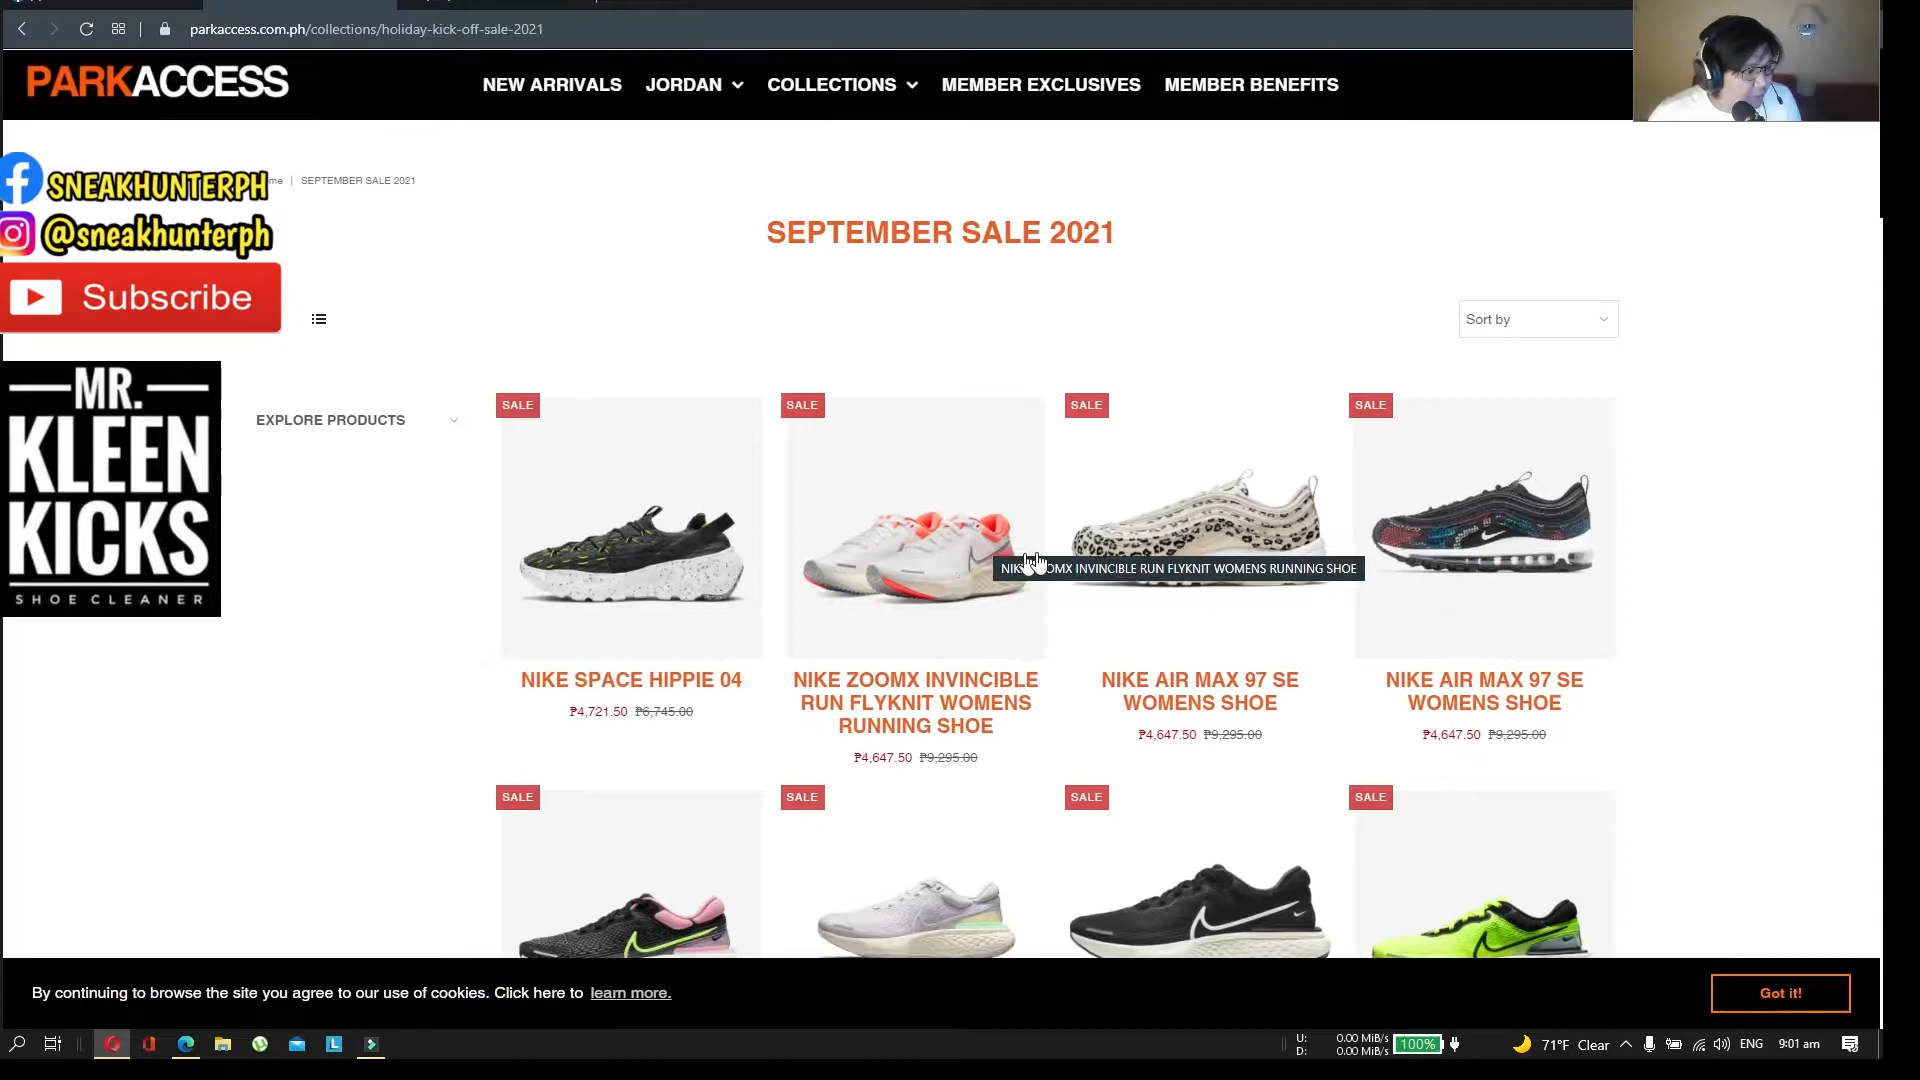 parkaccess.com.ph/collections/holiday-kick-off-sale-2021
PARKACCESS
NEW ARRIVALS
JORDAN
COLLECTIONS
MEMBER EXCLUSIVES
MEMBER BENEFITS
SNEAKHUNTERPH
me | SEPTEMBER SALE 2021
@sneakhunterph
Subscribe
SEPTEMBER SALE 2021
Sort by
MR.
KLEEN
KICKS
SHOE CLEANER
EXPLORE PRODUCTS
SALE
SALE
SALE
SALE
NIK OMX INVINCIBLE RUN FLYKNIT WOMENS RUNNING SHOE
NIKE SPACE HIPPIE 04
₱4,721.50 ₱6,745.00
NIKE ZOOMX INVINCIBLE
RUN FLYKNIT WOMENS
RUNNING SHOE
₱4,647.50 ₱9,295.00
NIKE AIR MAX 97 SE
WOMENS SHOE
₱4,647.50 ₱9,295.00
NIKE AIR MAX 97 SE
WOMENS SHOE
₱4,647.50 ₱9,295.00
SALE
SALE
SALE
SALE
By continuing to browse the site you agree to our use of cookies. Click here to learn more.
Got it!
U: 0.00 MiB/s
D: 0.00 MiB/s
100%
71°F Clear
ENG
9:01 am